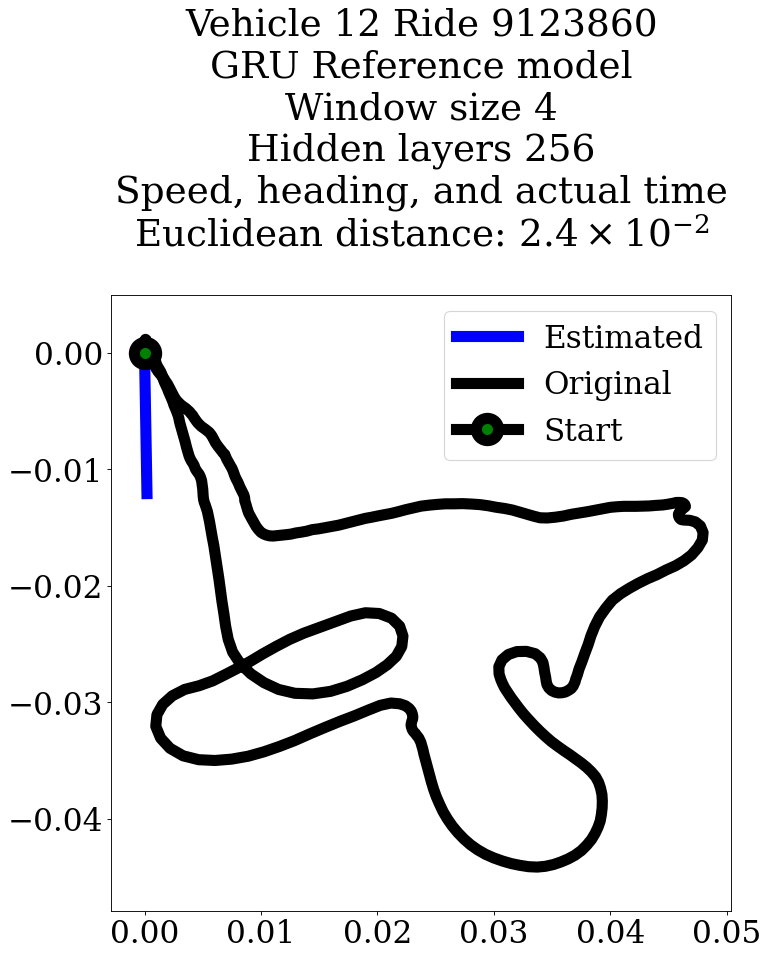 Vehicle 12 Ride 9123860
GRU Reference model
Window size 4
Hidden layers 256
Speed, heading, and actual time
Euclidean distance: 2.4 × 10⁻²
Estimated
Original
Start
0.00
−0.01
−0.02
−0.03
−0.04
0.00 0.01 0.02 0.03 0.04 0.05